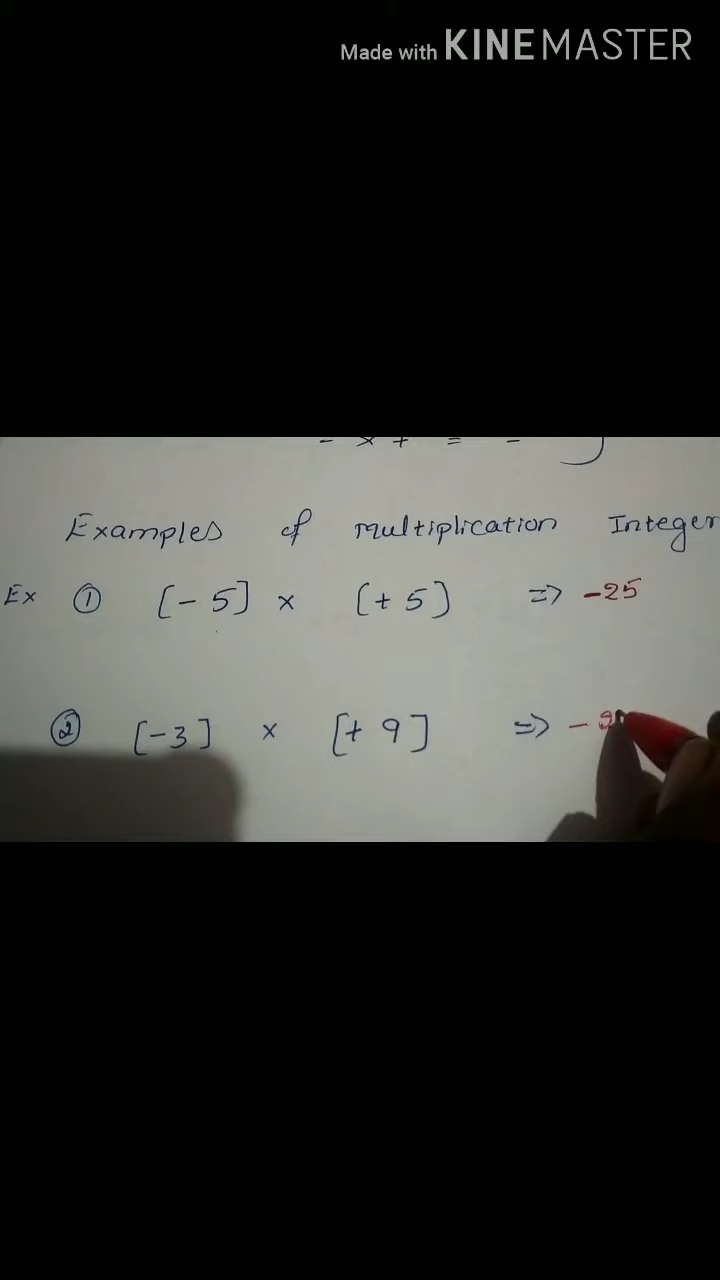 Made with KINEMASTER
- x + = -
Examples of multiplication Integer
Ex ① [- 5] x [+ 5] => -25
② [-3] x [+ 9] => -